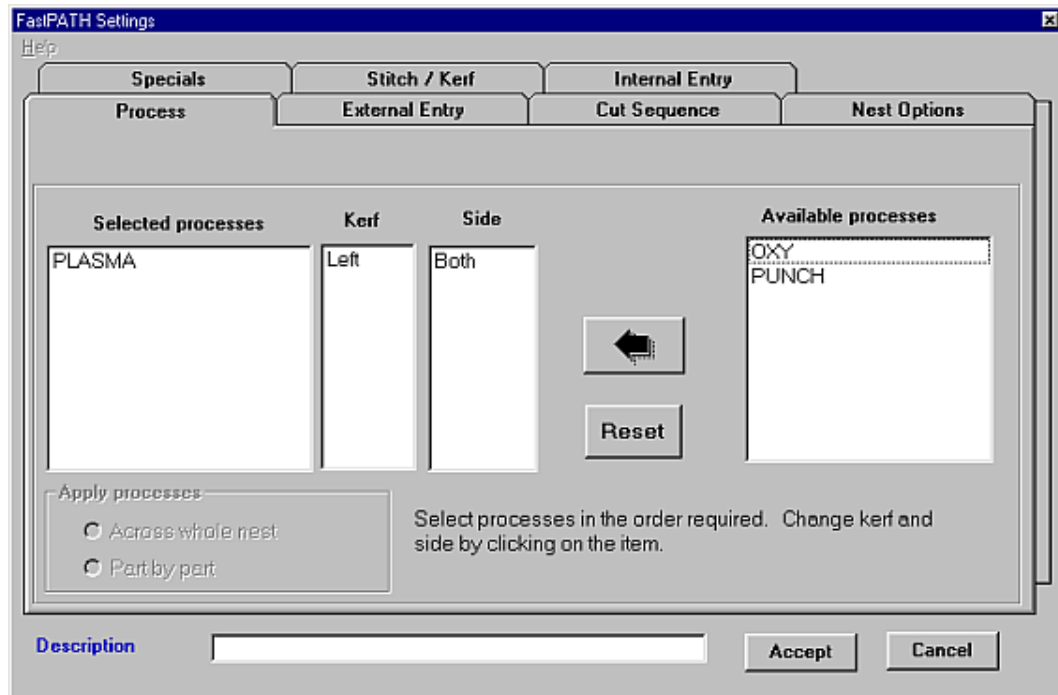 FastPATH Settings
Help
Specials
Stitch / Kerf
Internal Entry
Process
External Entry
Cut Sequence
Nest Options
Selected processes
Kerf
Side
Available processes
PLASMA
Left
Both
OXY
PUNCH
Reset
Apply processes
Across whole nest
Part by part
Select processes in the order required. Change kerf and
side by clicking on the item.
Description
Accept
Cancel